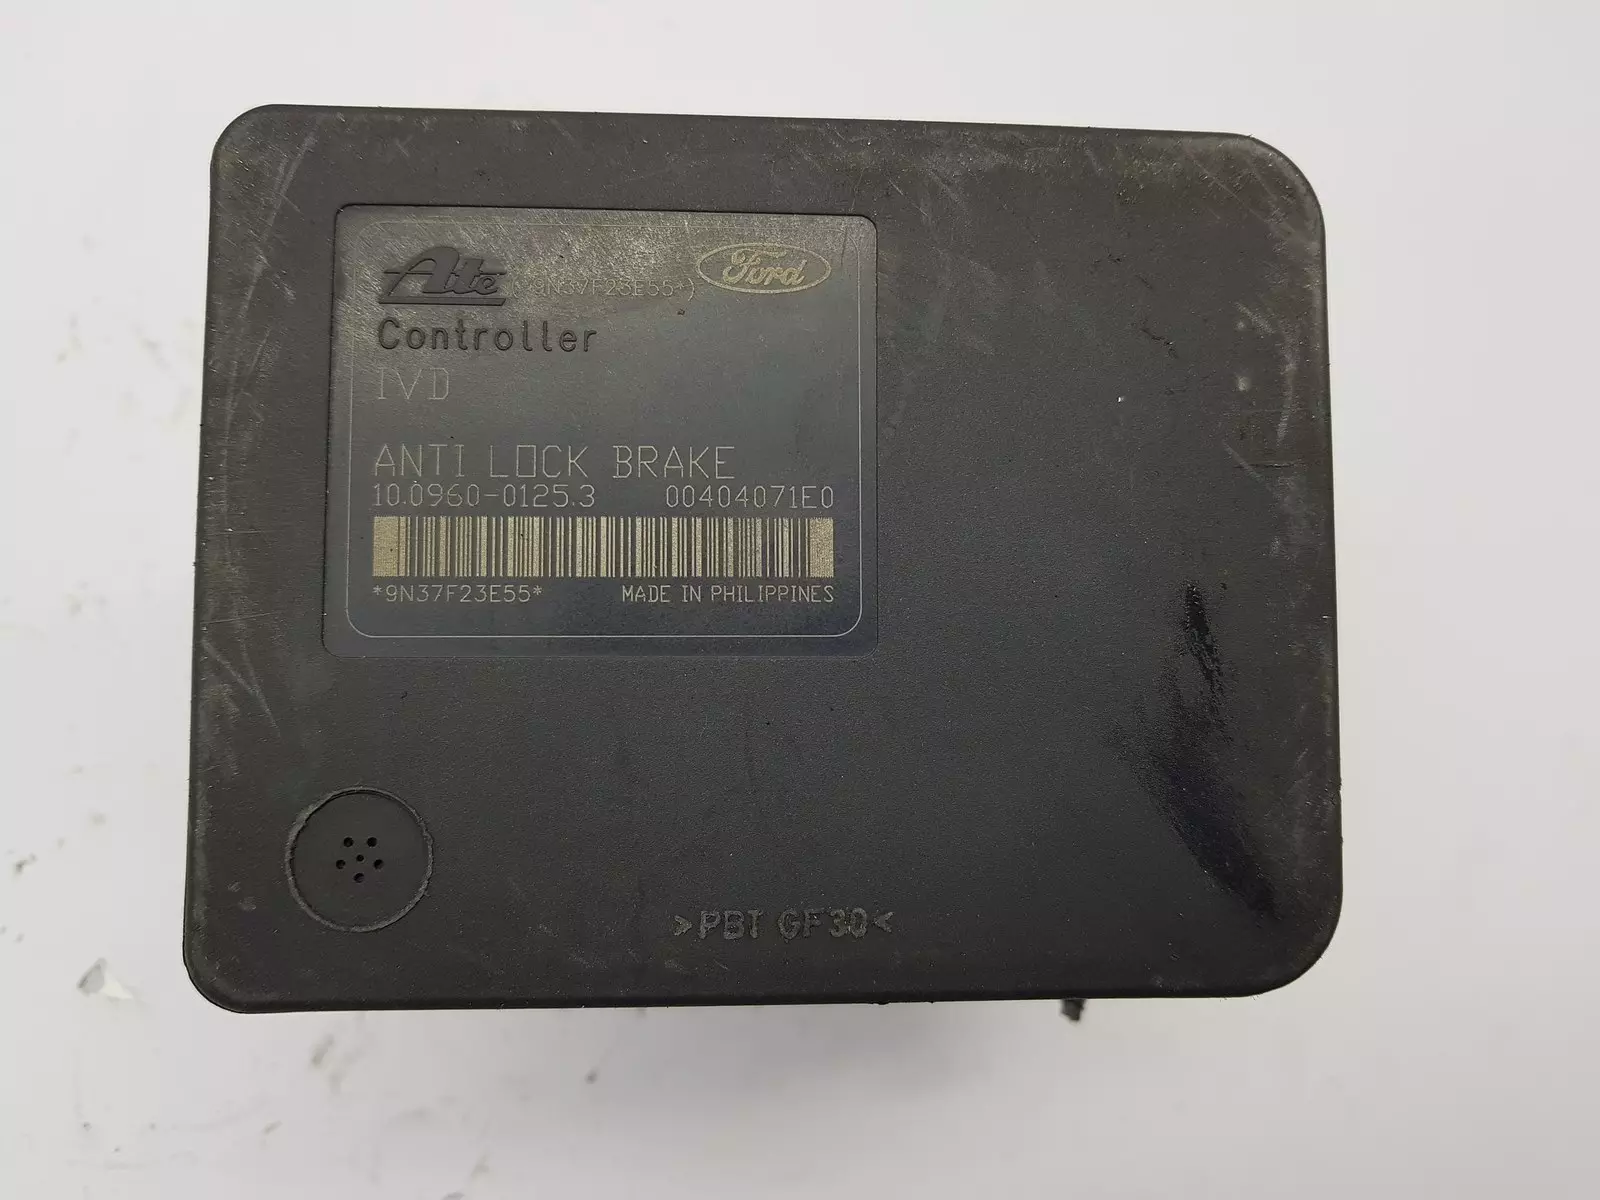 Ate (*9N37F23E55*) Ford
Controller
IVD
ANTI LOCK BRAKE
10.0960-0125.3 00404071E0
*9N37F23E55* MADE IN PHILIPPINES
>PBT GF30<